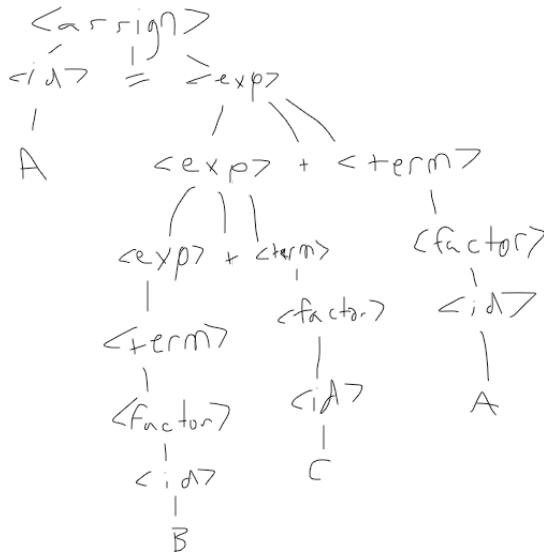 <assign>
<id> = <exp>
A <exp> + <term>
<exp> + <term> <factor>
<factor> <id>
<term>
<id> A
<factor>
C
<id>
B